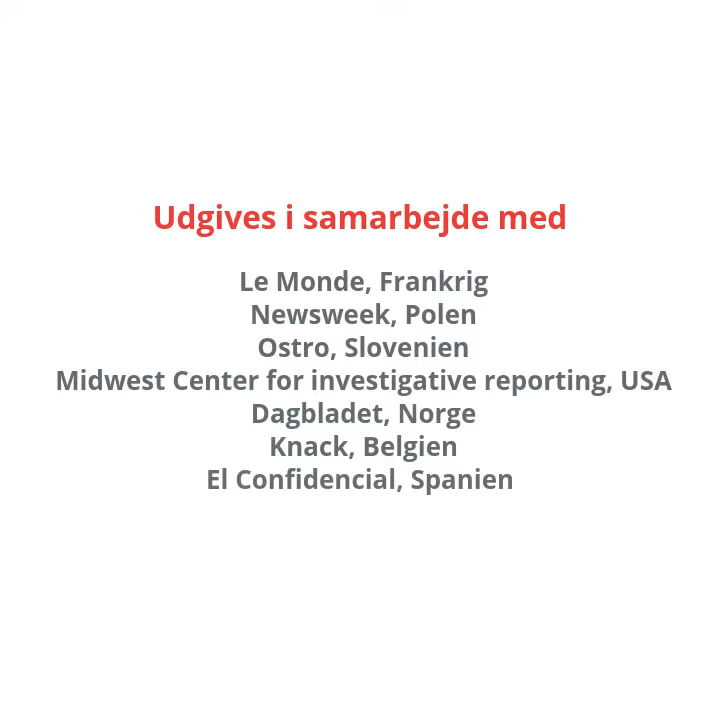 Udgives i samarbejde med
Le Monde, Frankrig
Newsweek, Polen
Ostro, Slovenien
Midwest Center for investigative reporting, USA
Dagbladet, Norge
Knack, Belgien
El Confidencial, Spanien